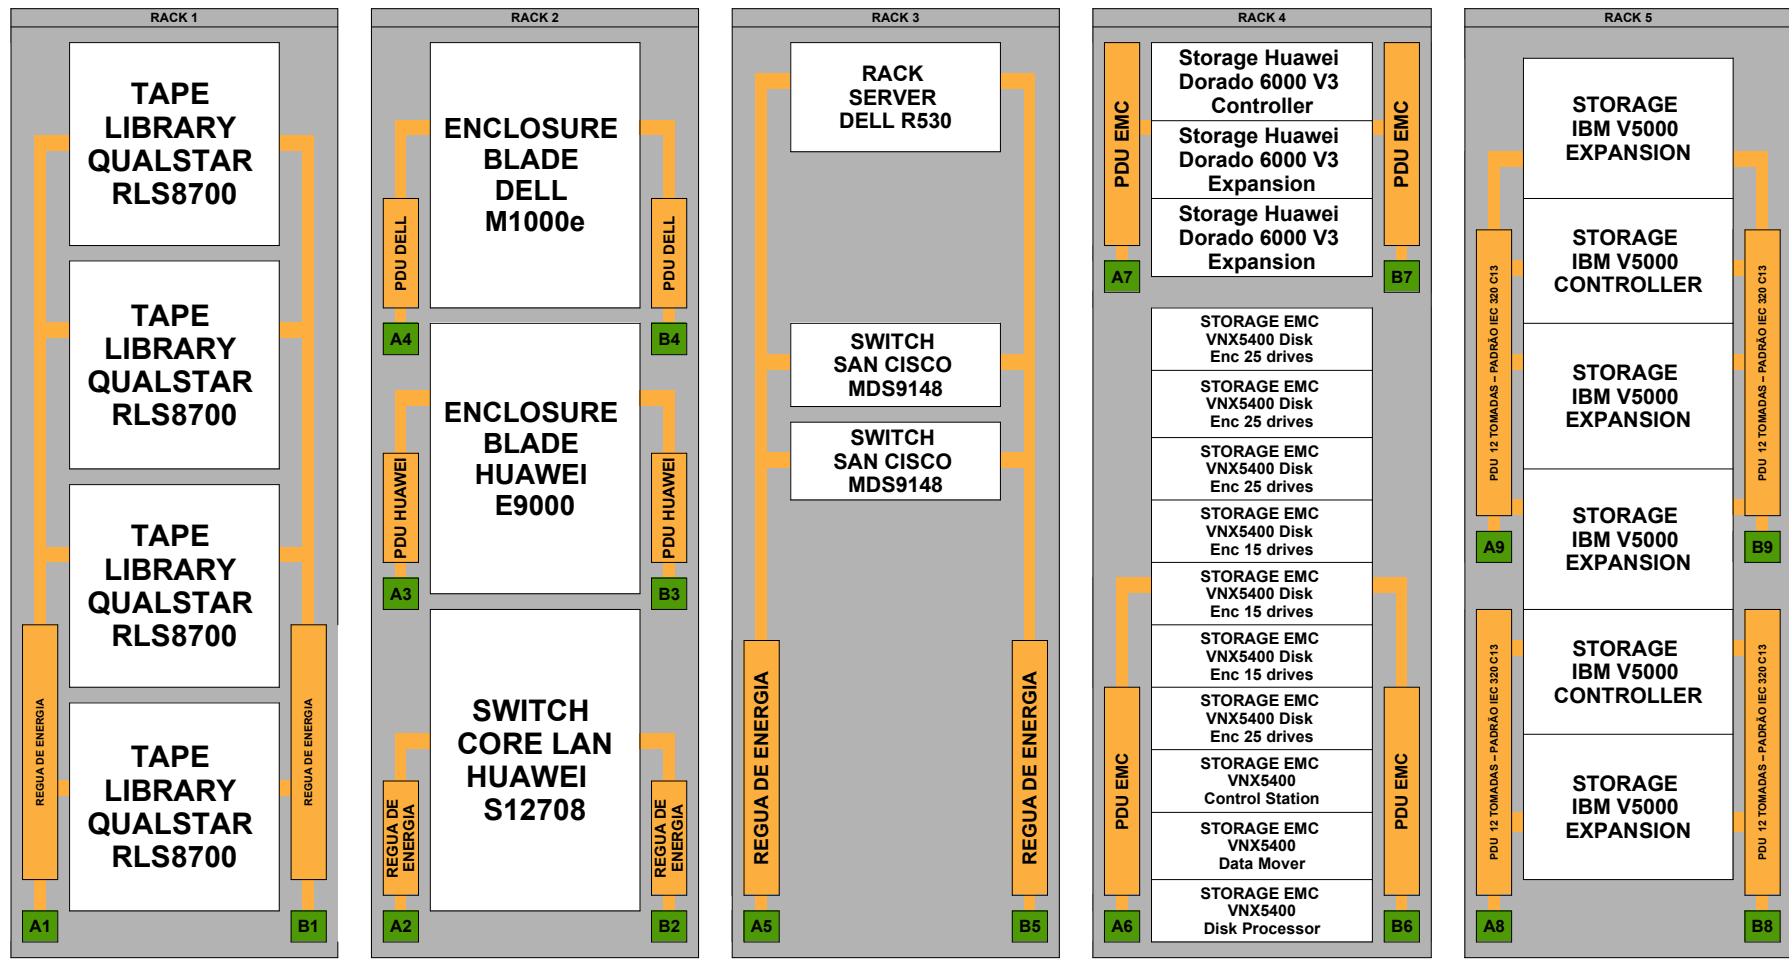 RACK 1
TAPE
LIBRARY
QUALSTAR
RLS8700
TAPE
LIBRARY
QUALSTAR
RLS8700
TAPE
LIBRARY
QUALSTAR
RLS8700
TAPE
LIBRARY
QUALSTAR
RLS8700
REGUA DE ENERGIA
REGUA DE ENERGIA
A1
B1
RACK 2
ENCLOSURE
BLADE
DELL
M1000e
PDU DELL
PDU DELL
A4
B4
ENCLOSURE
BLADE
HUAWEI
E9000
PDU HUAWEI
PDU HUAWEI
A3
B3
SWITCH
CORE LAN
HUAWEI
S12708
REGUA DE
ENERGIA
REGUA DE
ENERGIA
A2
B2
RACK 3
RACK
SERVER
DELL R530
SWITCH
SAN CISCO
MDS9148
SWITCH
SAN CISCO
MDS9148
REGUA DE ENERGIA
REGUA DE ENERGIA
A5
B5
RACK 4
Storage Huawei
Dorado 6000 V3
Controller
Storage Huawei
Dorado 6000 V3
Expansion
Storage Huawei
Dorado 6000 V3
Expansion
PDU EMC
PDU EMC
A7
B7
STORAGE EMC
VNX5400 Disk
Enc 25 drives
STORAGE EMC
VNX5400 Disk
Enc 25 drives
STORAGE EMC
VNX5400 Disk
Enc 25 drives
STORAGE EMC
VNX5400 Disk
Enc 15 drives
STORAGE EMC
VNX5400 Disk
Enc 15 drives
STORAGE EMC
VNX5400 Disk
Enc 15 drives
STORAGE EMC
VNX5400 Disk
Enc 25 drives
STORAGE EMC
VNX5400
Control Station
STORAGE EMC
VNX5400
Data Mover
STORAGE EMC
VNX5400
Disk Processor
PDU EMC
PDU EMC
A6
B6
RACK 5
STORAGE
IBM V5000
EXPANSION
STORAGE
IBM V5000
CONTROLLER
STORAGE
IBM V5000
EXPANSION
STORAGE
IBM V5000
EXPANSION
PDU 12 TOMADAS – PADRÃO IEC 320 C13
PDU 12 TOMADAS – PADRÃO IEC 320 C13
A9
B9
STORAGE
IBM V5000
CONTROLLER
STORAGE
IBM V5000
EXPANSION
PDU 12 TOMADAS – PADRÃO IEC 320 C13
PDU 12 TOMADAS – PADRÃO IEC 320 C13
A8
B8